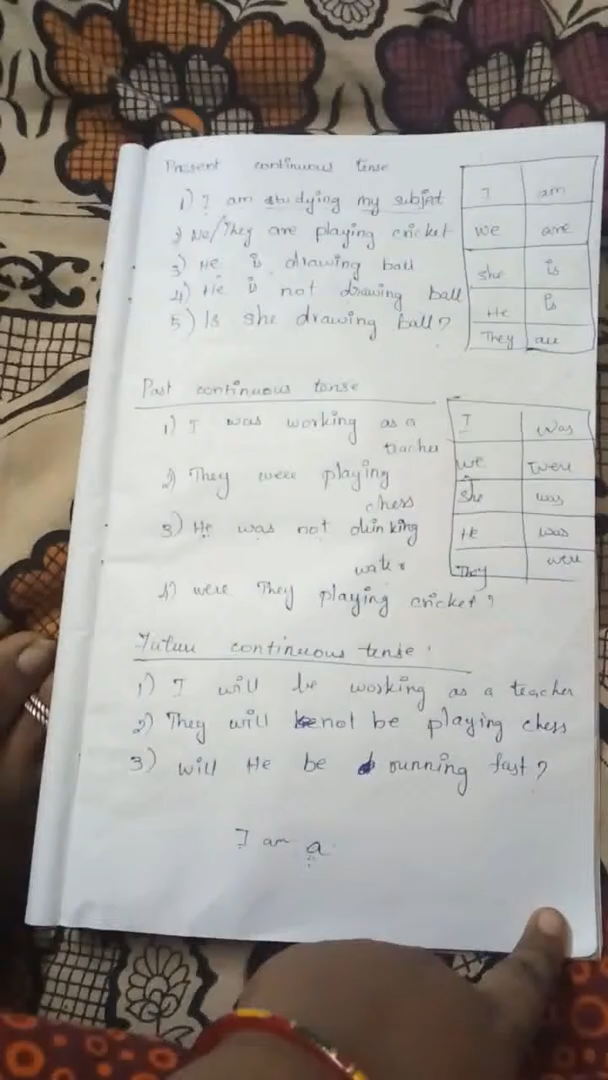 Present continuous tense
1) I am studying my subject
2) We/They are playing cricket
3) He is drawing ball
4) He is not drawing ball
5) Is she drawing ball?
I am
we are
she is
He is
They are
Past continuous tense
1) I was working as a
teacher
2) They were playing
chess
3) He was not drinking
water
4) were They playing cricket?
I was
we were
she was
He was
They were
Future continuous tense
1) I will be working as a teacher
2) They will not be playing chess
3) will He be running fast?
I am a